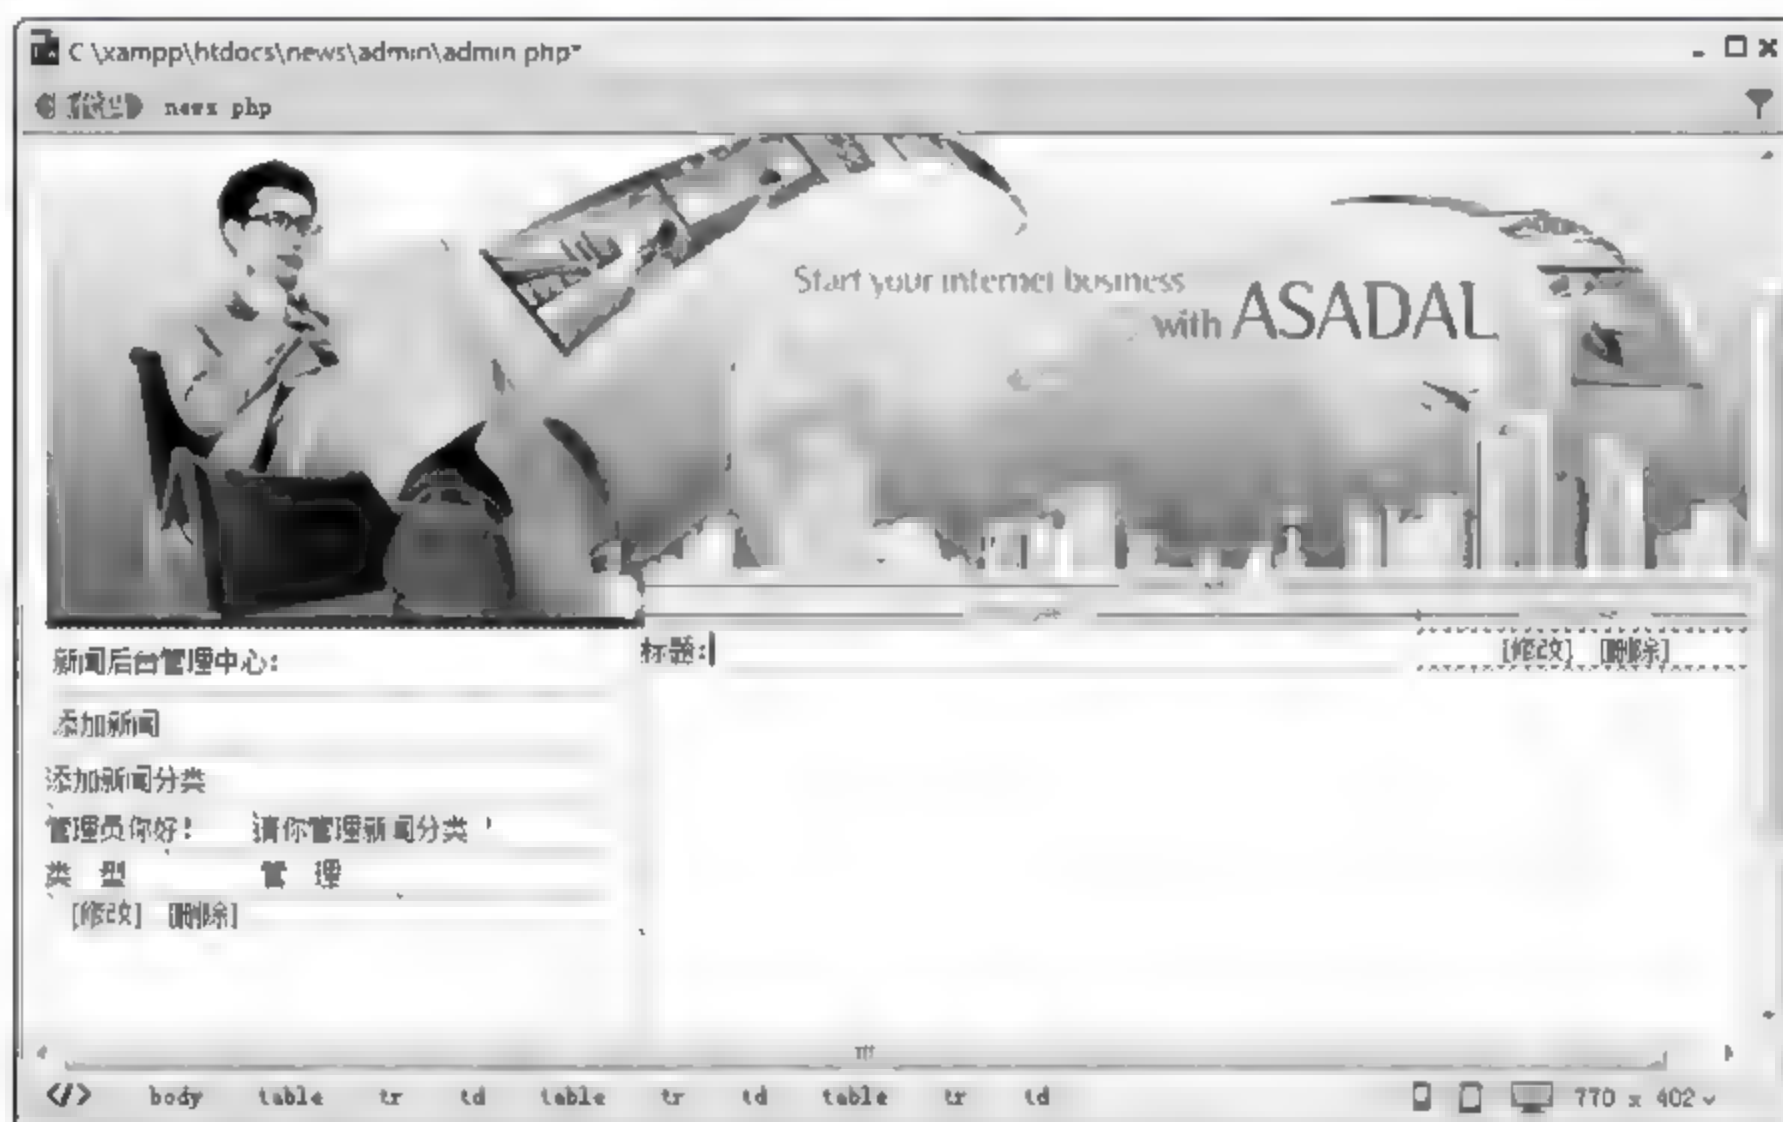 C:\xampp\htdocs\news\admin\admin.php*
源代码 news.php
Start your internet business
with ASADAL
新闻后台管理中心:
标题:
[修改] [删除]
添加新闻
添加新闻分类
管理员你好! 请你管理新闻分类!
类 型 管 理
[修改] [删除]
</> body table tr td table tr td table tr td 770 x 402